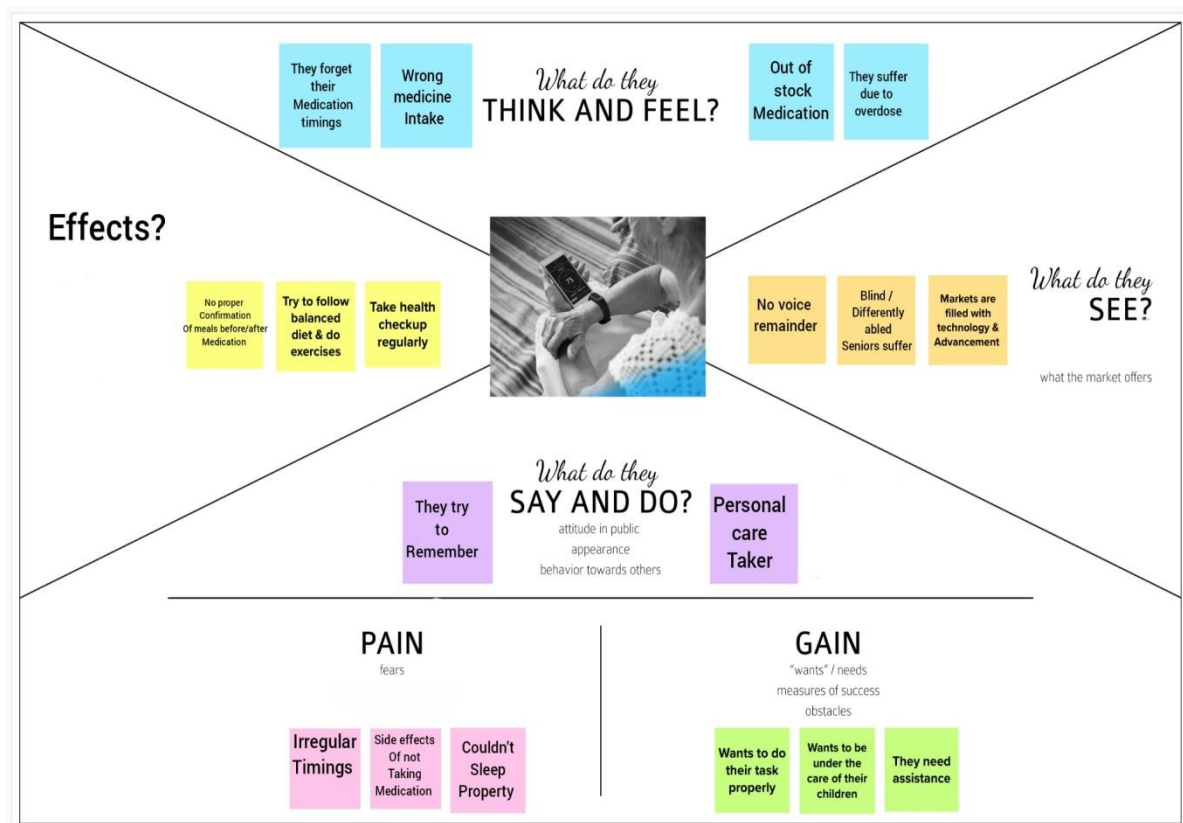 They forget
their
Medication
timings
Wrong
medicine
Intake
What do they
THINK AND FEEL?
Out of
stock
Medication
They suffer
due to
overdose
Effects?
No proper
Confirmation
Of meals before/after
Medication
Try to follow
balanced
diet & do
exercises
Take health
checkup
regularly
No voice
remainder
Blind /
Differently
abled
Seniors suffer
Markets are
filled with
technology &
Advancement
What do they
SEE?
what the market offers
They try
to
Remember
What do they
SAY AND DO?
attitude in public
appearance
behavior towards others
Personal
care
Taker
PAIN
fears
Irregular
Timings
Side effects
Of not
Taking
Medication
Couldn't
Sleep
Property
GAIN
"wants" / needs
measures of success
obstacles
Wants to do
their task
properly
Wants to be
under the
care of their
children
They need
assistance